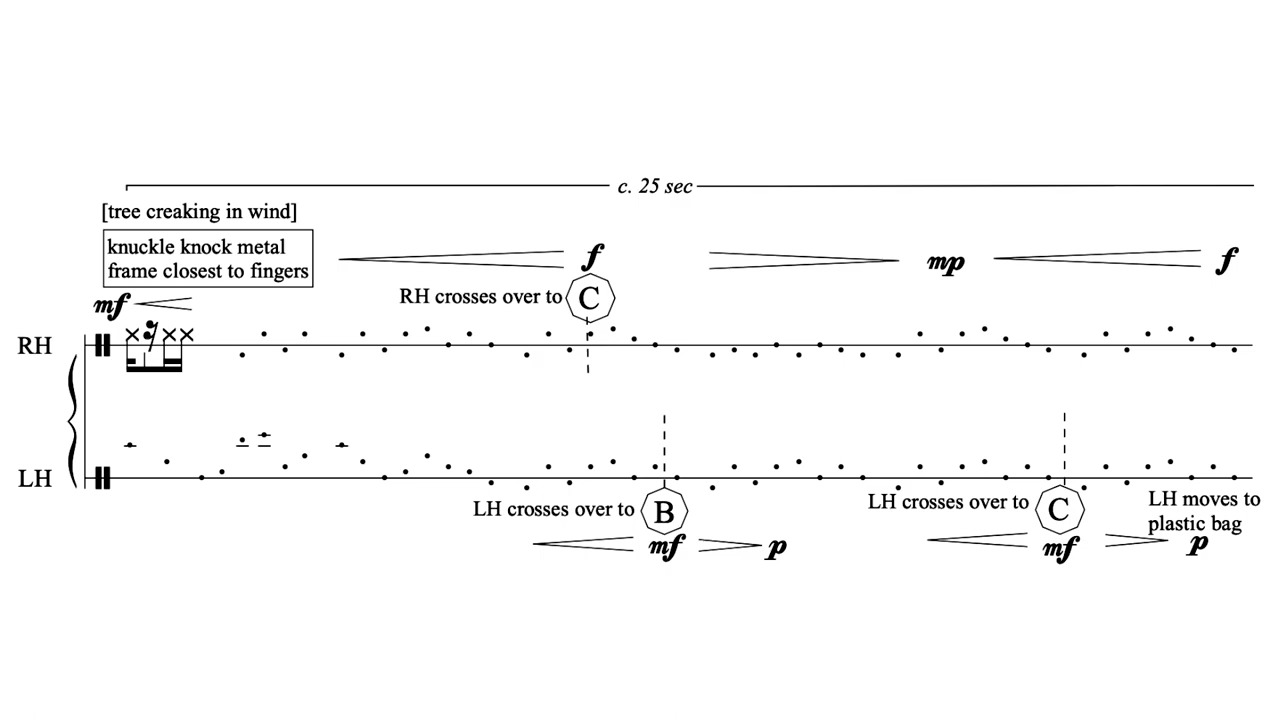 c. 25 sec
[tree creaking in wind]
knuckle knock metal
frame closest to fingers
f
mp
f
RH crosses over to C
mf
RH
LH
LH crosses over to B
LH crosses over to C
LH moves to
plastic bag
mf
p
mf
p